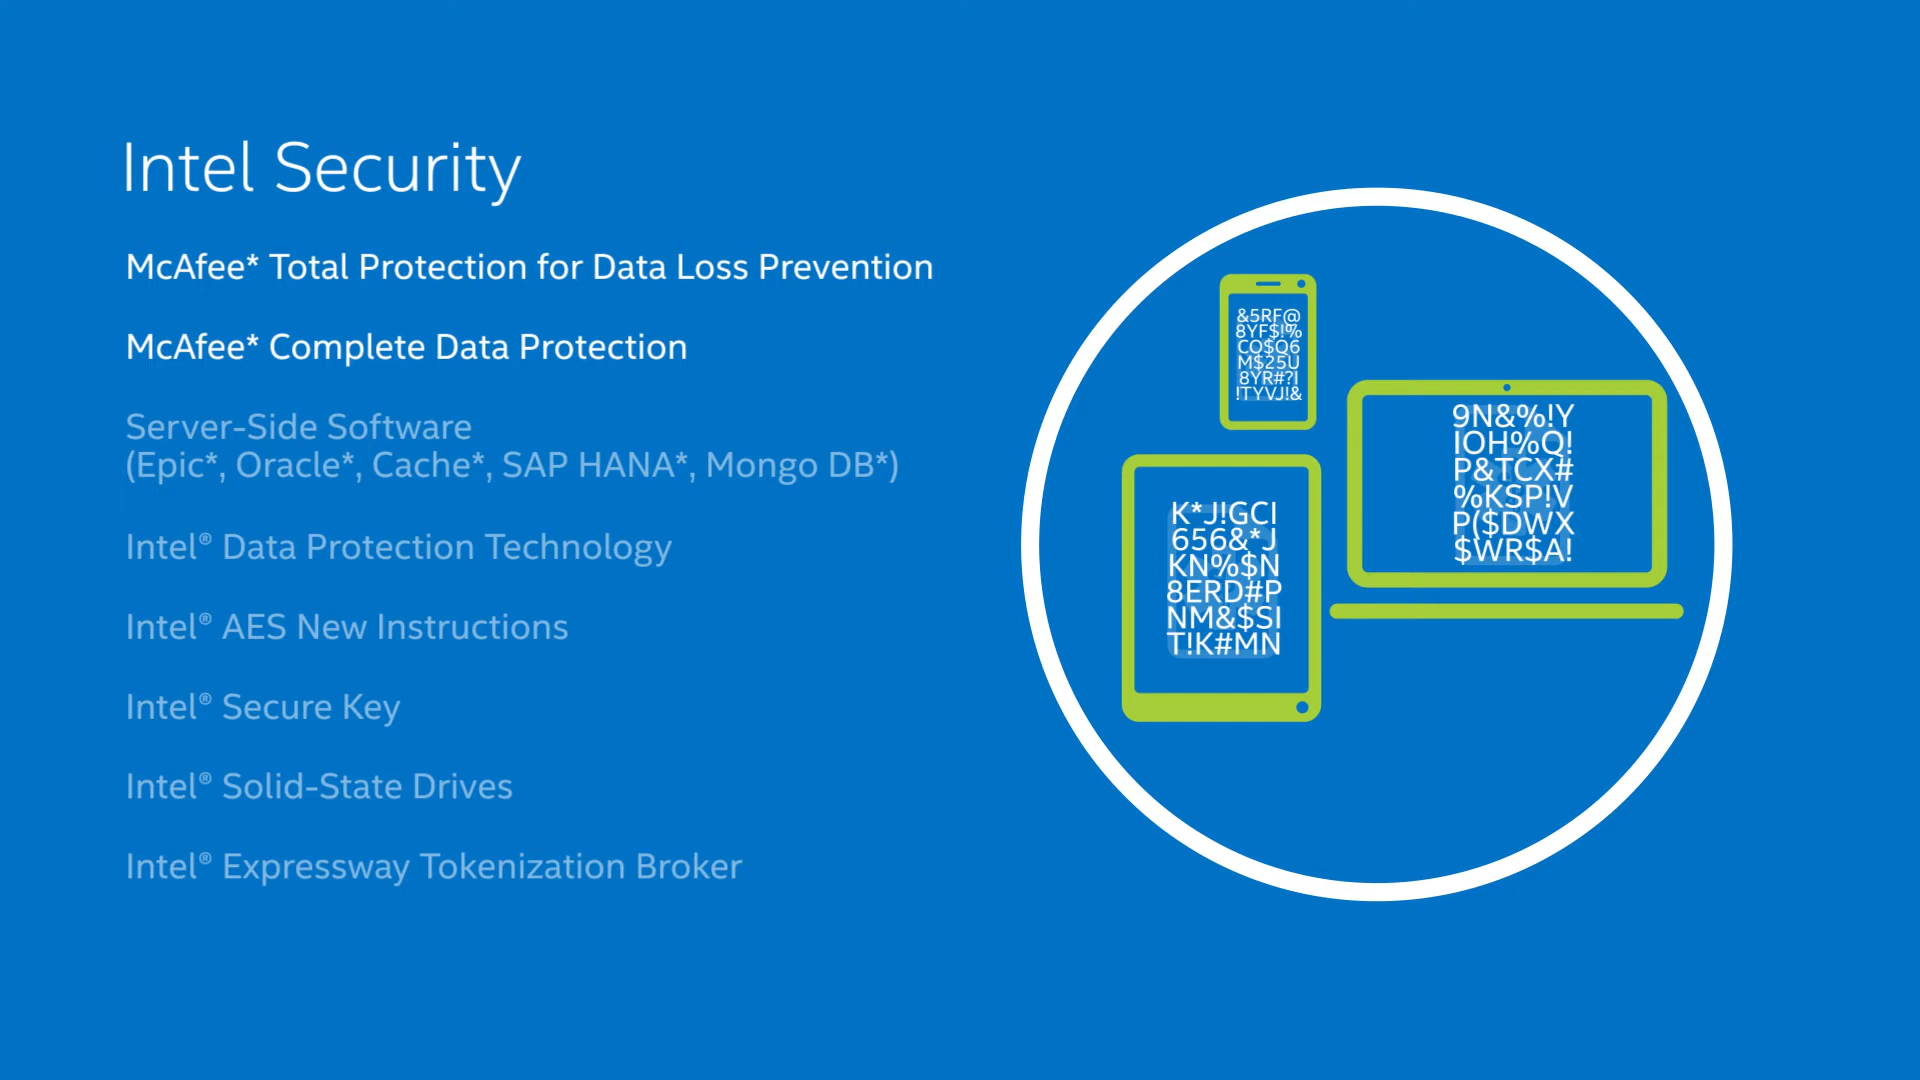 Intel Security
McAfee* Total Protection for Data Loss Prevention
McAfee* Complete Data Protection
Server-Side Software
(Epic*, Oracle*, Cache*, SAP HANA*, Mongo DB*)
Intel® Data Protection Technology
Intel® AES New Instructions
Intel® Secure Key
Intel® Solid-State Drives
Intel® Expressway Tokenization Broker
&5RF@
8YF$!%
CO$Q6
M$25U
8YR#?I
!TYVJ!&
9N&%!Y
IOH%Q!
P&TCX#
%KSP!V
P($DWX
$WR$A!
K*J!GCI
656&*J
KN%$N
8ERD#P
NM&$SI
T!K#MN